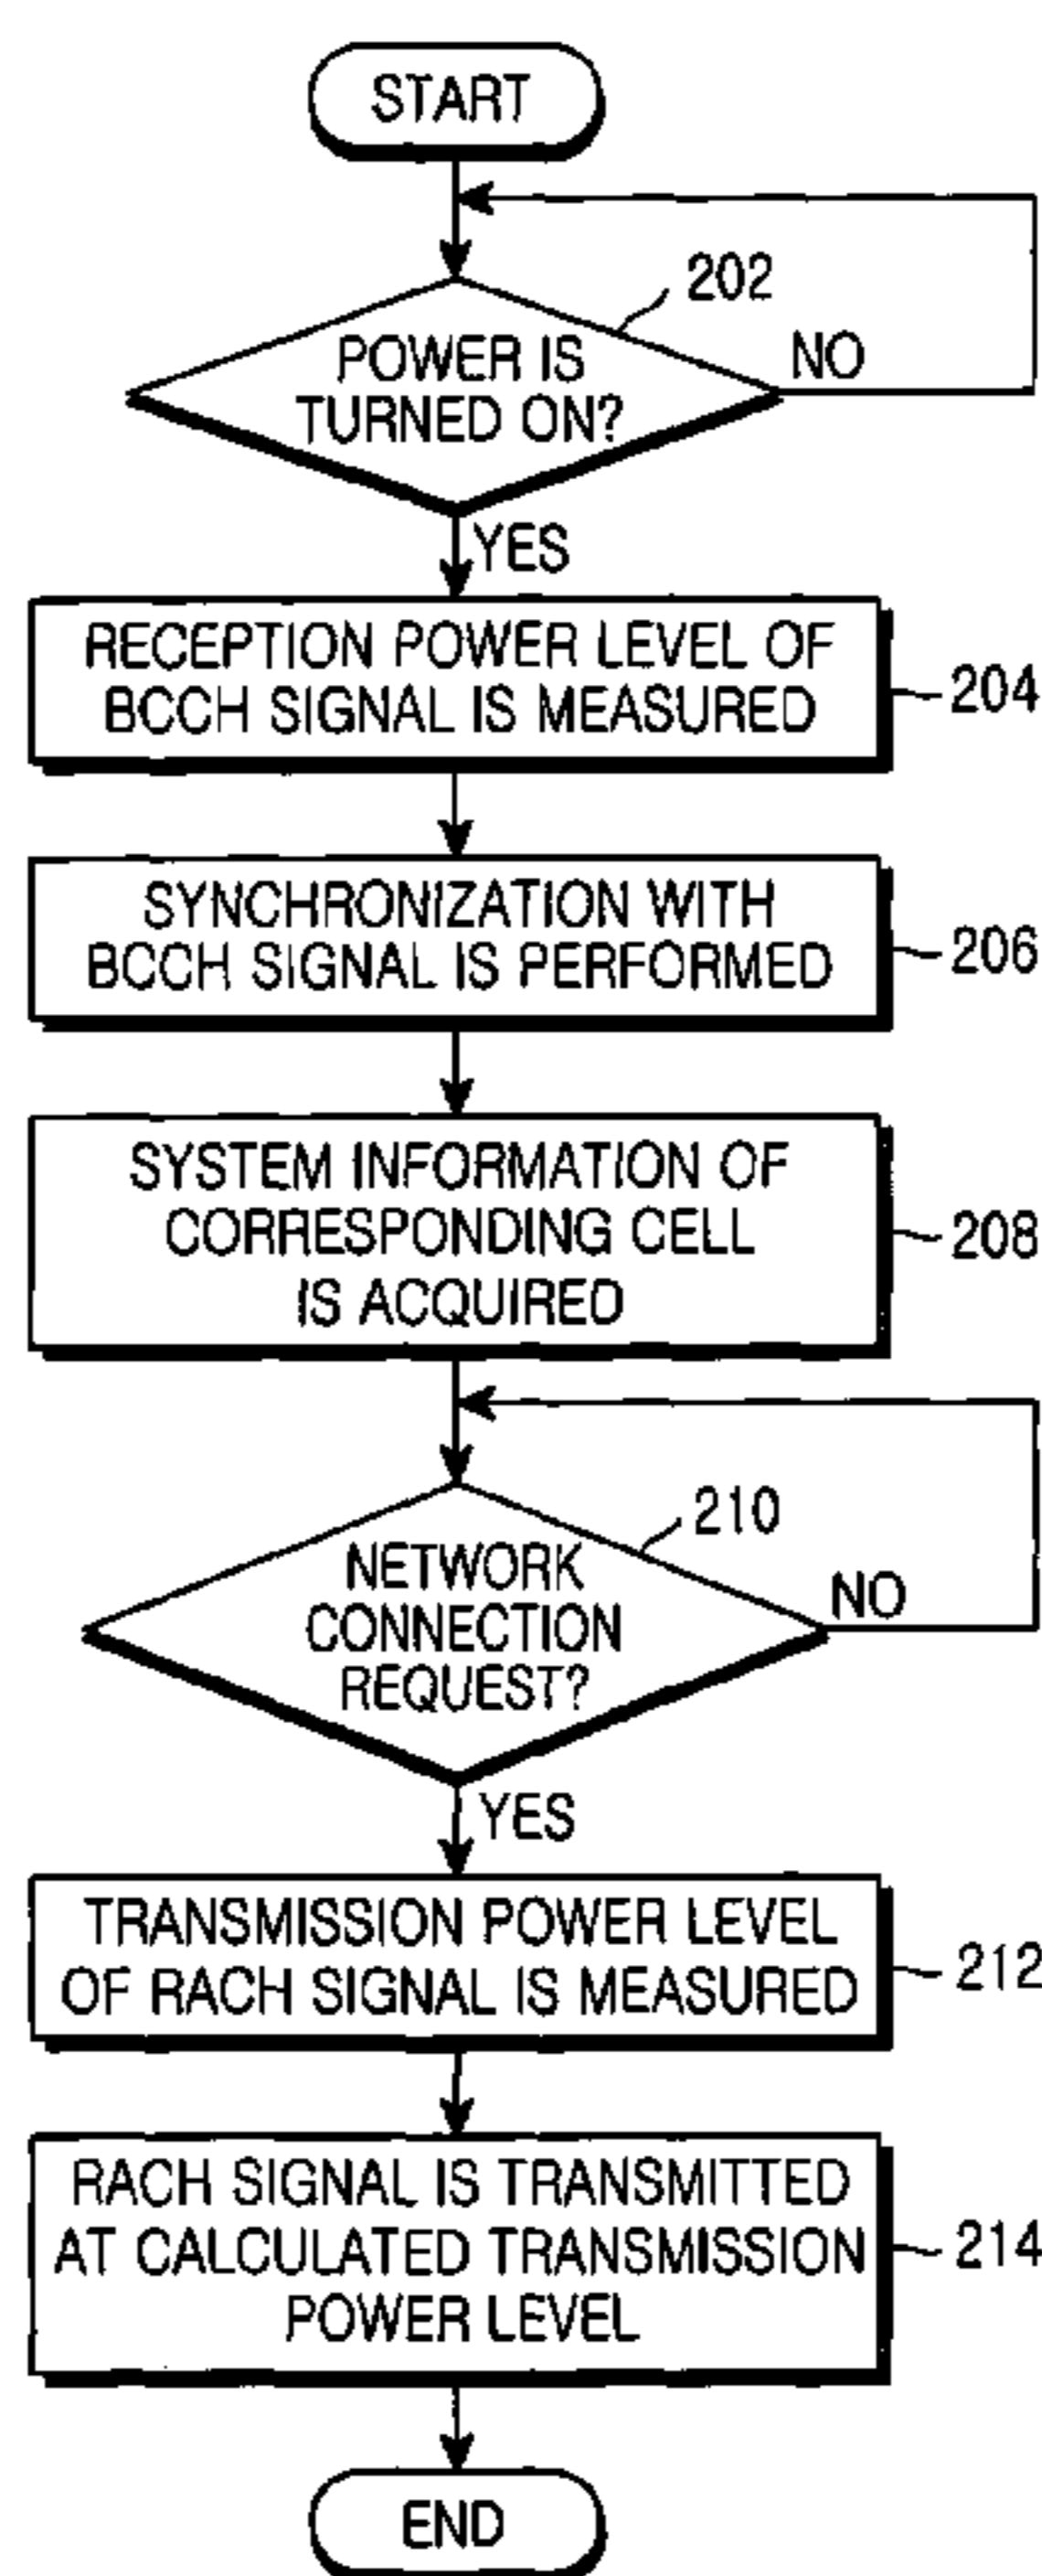 START
202
POWER IS
TURNED ON?
NO
YES
RECEPTION POWER LEVEL OF
BCCH SIGNAL IS MEASURED
204
SYNCHRONIZATION WITH
BCCH SIGNAL IS PERFORMED
206
SYSTEM INFORMATION OF
CORRESPONDING CELL
IS ACQUIRED
208
210
NETWORK
CONNECTION
REQUEST?
NO
YES
TRANSMISSION POWER LEVEL
OF RACH SIGNAL IS MEASURED
212
RACH SIGNAL IS TRANSMITTED
AT CALCULATED TRANSMISSION
POWER LEVEL
214
END